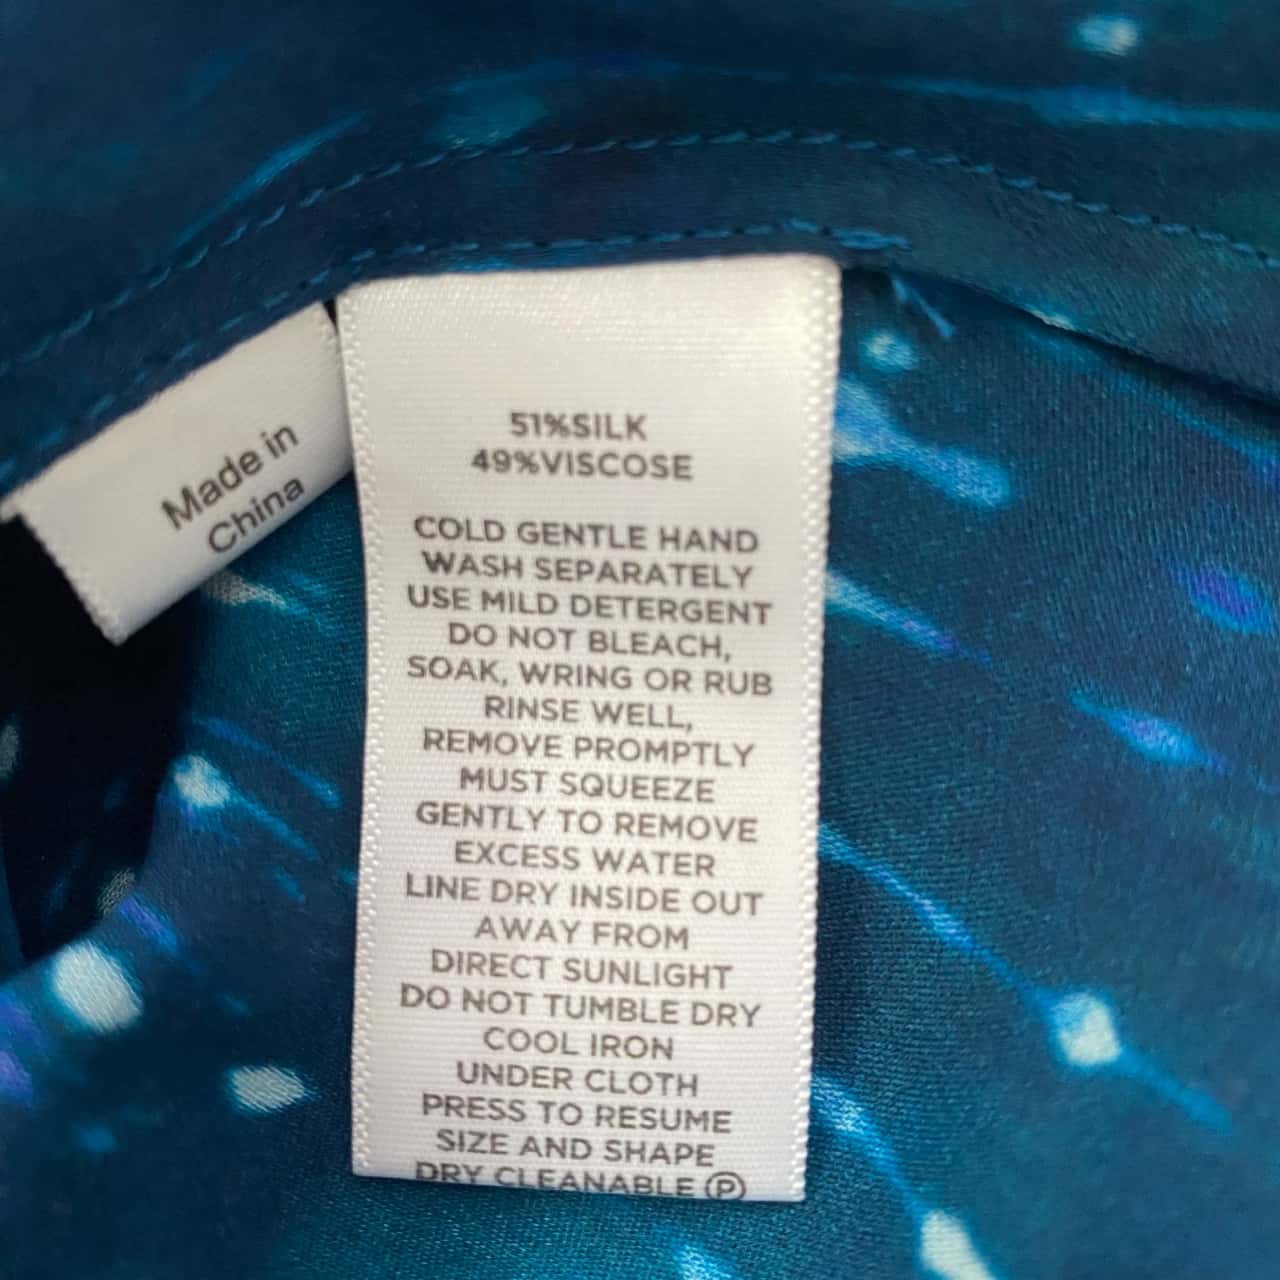 Made in
China
51%SILK
49%VISCOSE
COLD GENTLE HAND
WASH SEPARATELY
USE MILD DETERGENT
DO NOT BLEACH,
SOAK, WRING OR RUB
RINSE WELL,
REMOVE PROMPTLY
MUST SQUEEZE
GENTLY TO REMOVE
EXCESS WATER
LINE DRY INSIDE OUT
AWAY FROM
DIRECT SUNLIGHT
DO NOT TUMBLE DRY
COOL IRON
UNDER CLOTH
PRESS TO RESUME
SIZE AND SHAPE
DRY CLEANABLE Ⓟ